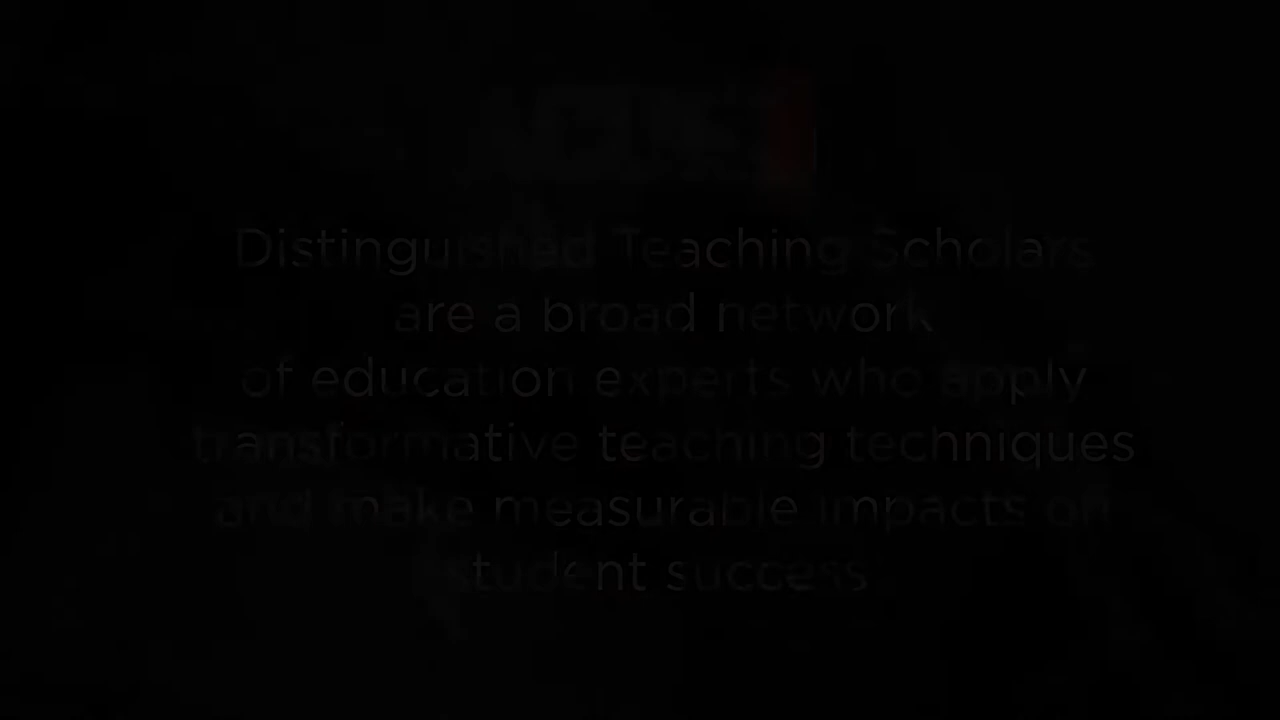 Distinguished Teaching Scholars
are a broad network
of education experts who apply
transformative teaching techniques
and make measurable impacts on
student success